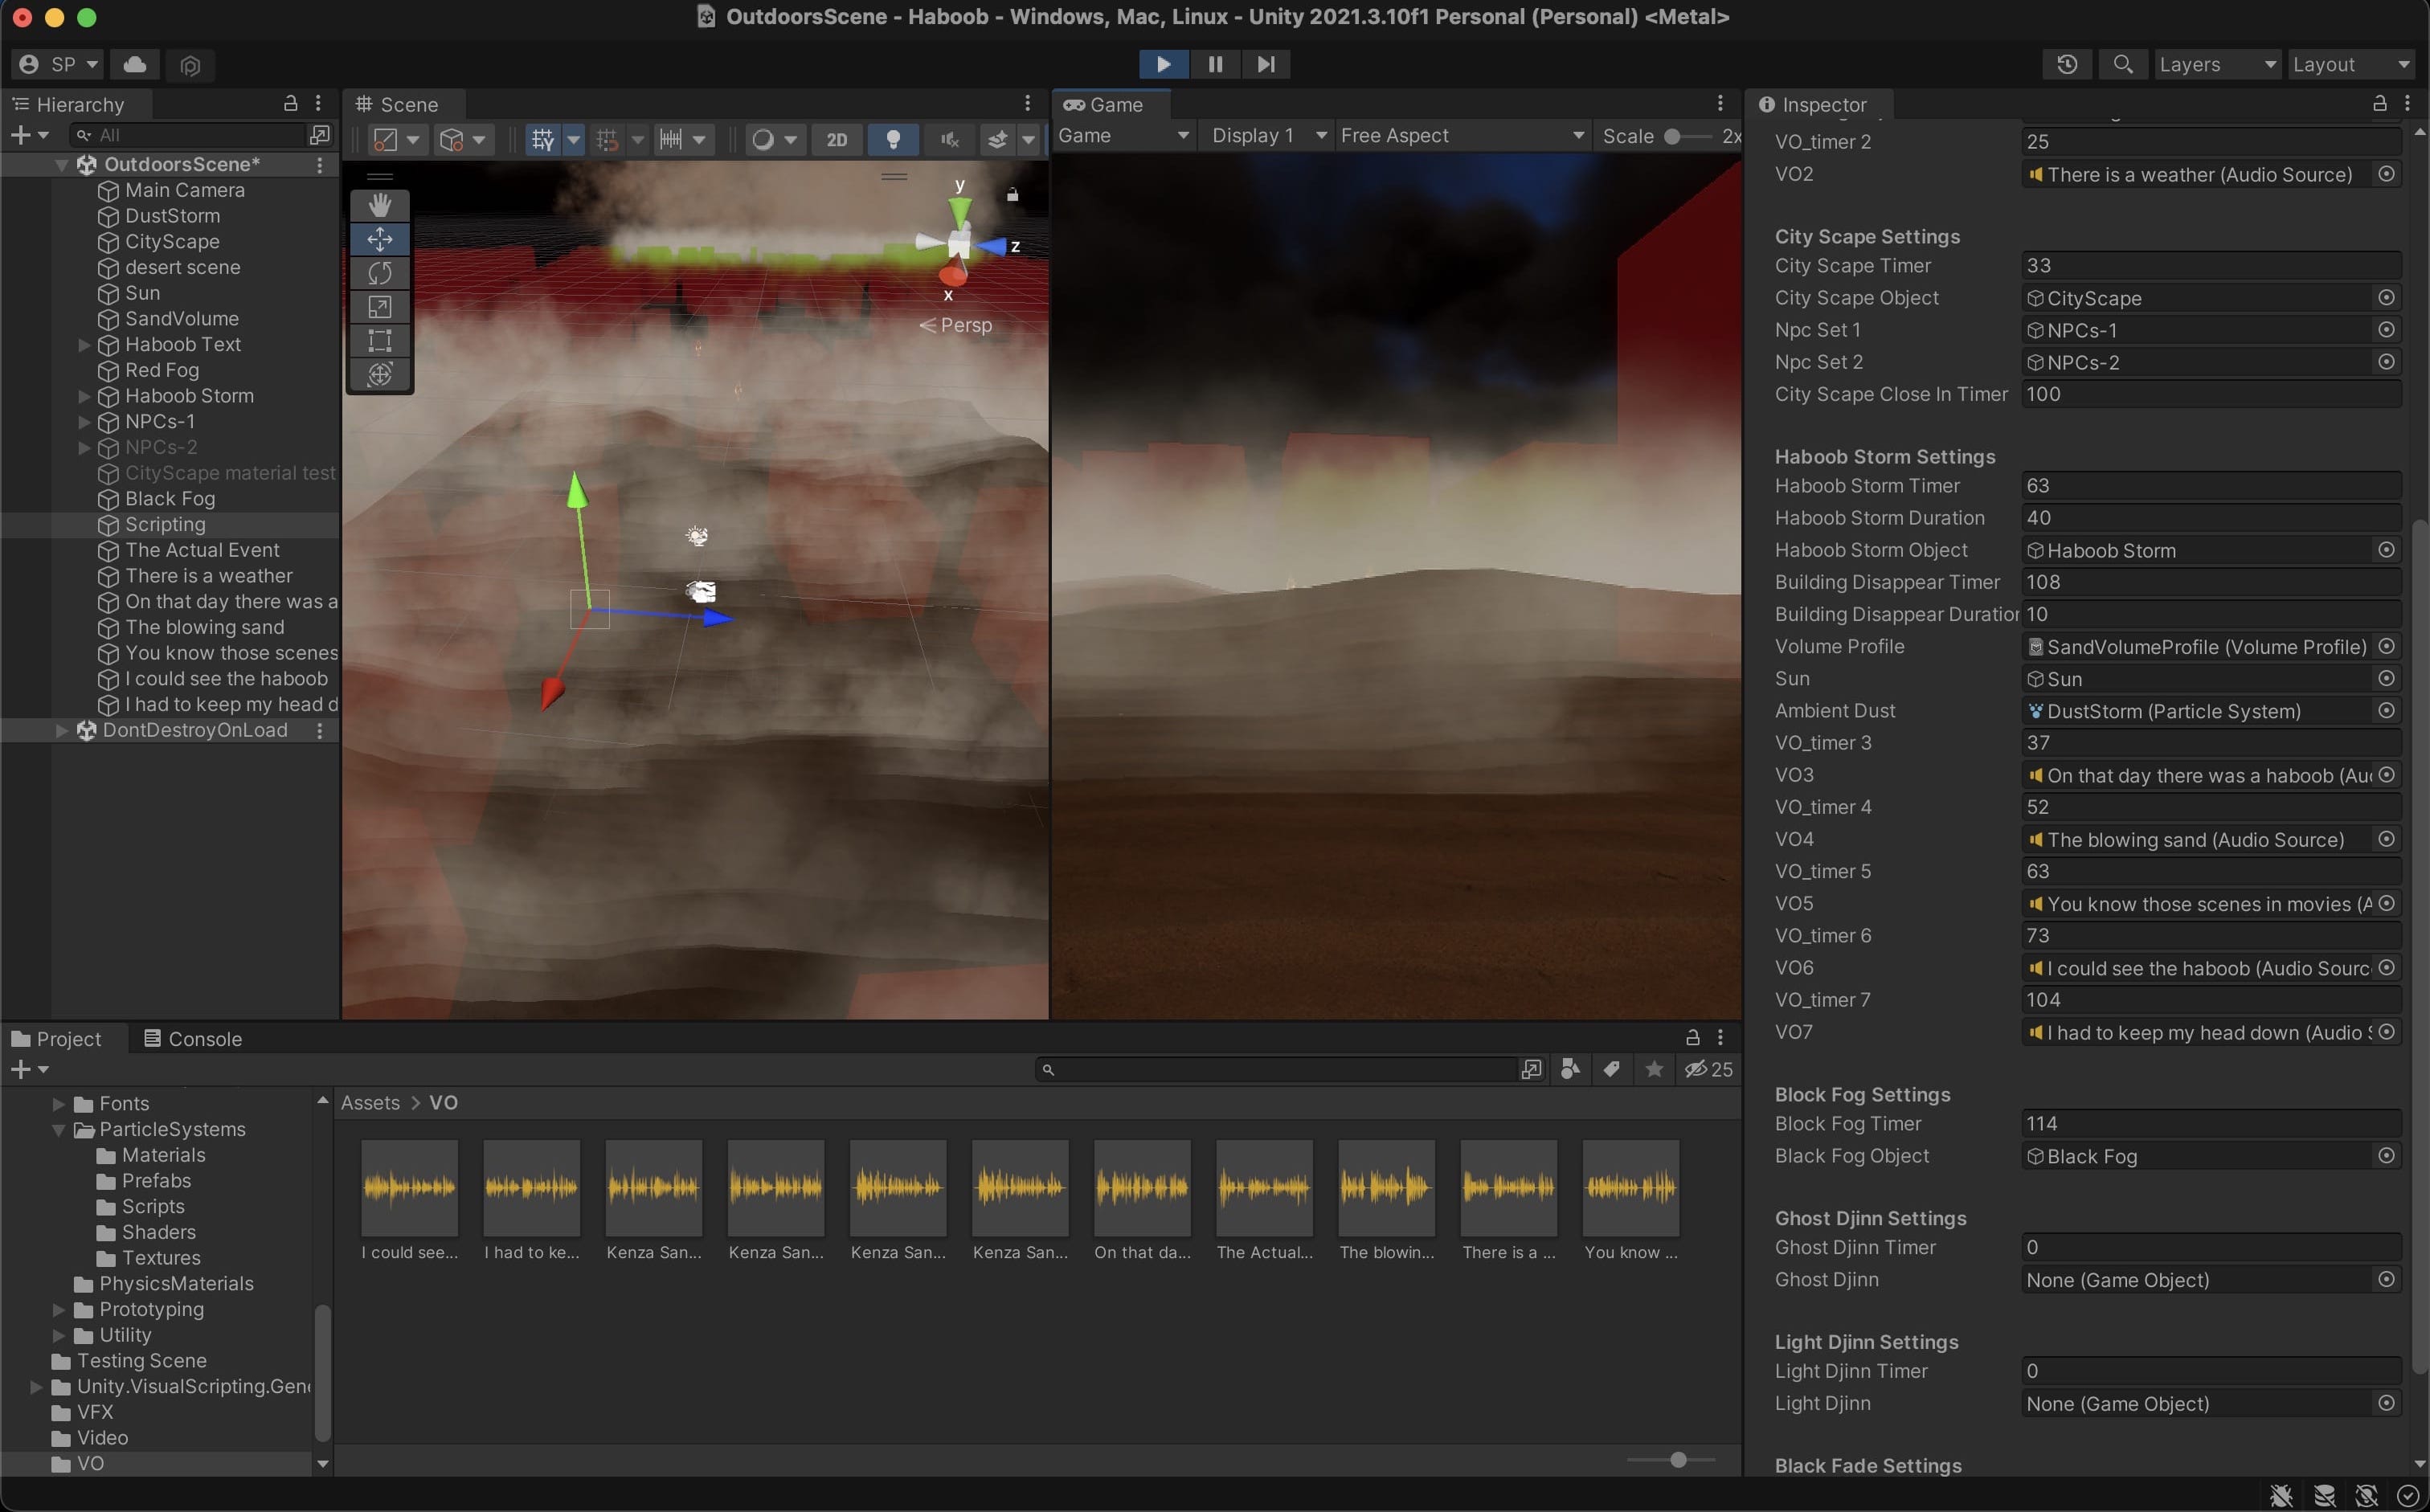 OutdoorsScene - Haboob - Windows, Mac, Linux - Unity 2021.3.10f1 Personal (Personal) <Metal>
SP
Layers
Layout
Hierarchy
All
OutdoorsScene*
Main Camera
DustStorm
CityScape
desert scene
Sun
SandVolume
Haboob Text
Red Fog
Haboob Storm
NPCs-1
NPCs-2
CityScape material test
Black Fog
Scripting
The Actual Event
There is a weather
On that day there was a
The blowing sand
You know those scenes
I could see the haboob
I had to keep my head d
DontDestroyOnLoad
Scene
2D
y
z
x
Persp
Game
Game
Display 1
Free Aspect
Scale
2x
Inspector
VO_timer 2
25
VO2
There is a weather (Audio Source)
City Scape Settings
City Scape Timer
33
City Scape Object
CityScape
Npc Set 1
NPCs-1
Npc Set 2
NPCs-2
City Scape Close In Timer
100
Haboob Storm Settings
Haboob Storm Timer
63
Haboob Storm Duration
40
Haboob Storm Object
Haboob Storm
Building Disappear Timer
108
Building Disappear Duration
10
Volume Profile
SandVolumeProfile (Volume Profile)
Sun
Sun
Ambient Dust
DustStorm (Particle System)
VO_timer 3
37
VO3
On that day there was a haboob (Au
VO_timer 4
52
VO4
The blowing sand (Audio Source)
VO_timer 5
63
VO5
You know those scenes in movies (A
VO_timer 6
73
VO6
I could see the haboob (Audio Sourc
VO_timer 7
104
VO7
I had to keep my head down (Audio S
Block Fog Settings
Block Fog Timer
114
Black Fog Object
Black Fog
Ghost Djinn Settings
Ghost Djinn Timer
0
Ghost Djinn
None (Game Object)
Light Djinn Settings
Light Djinn Timer
0
Light Djinn
None (Game Object)
Black Fade Settings
Project
Console
25
Fonts
ParticleSystems
Materials
Prefabs
Scripts
Shaders
Textures
PhysicsMaterials
Prototyping
Utility
Testing Scene
Unity.VisualScripting.Gen
VFX
Video
VO
Assets > VO
I could see...
I had to ke...
Kenza San...
Kenza San...
Kenza San...
Kenza San...
On that da...
The Actual...
The blowin...
There is a ...
You know ...